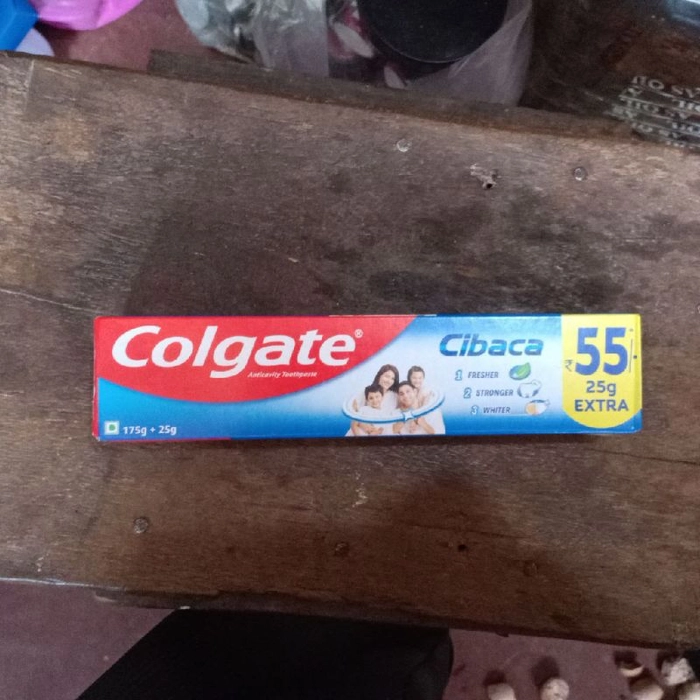 Colgate®
Anticavity Toothpaste
175g + 25g
Cibaca
1 FRESHER
2 STRONGER
3 WHITER
₹55/-
25g
EXTRA